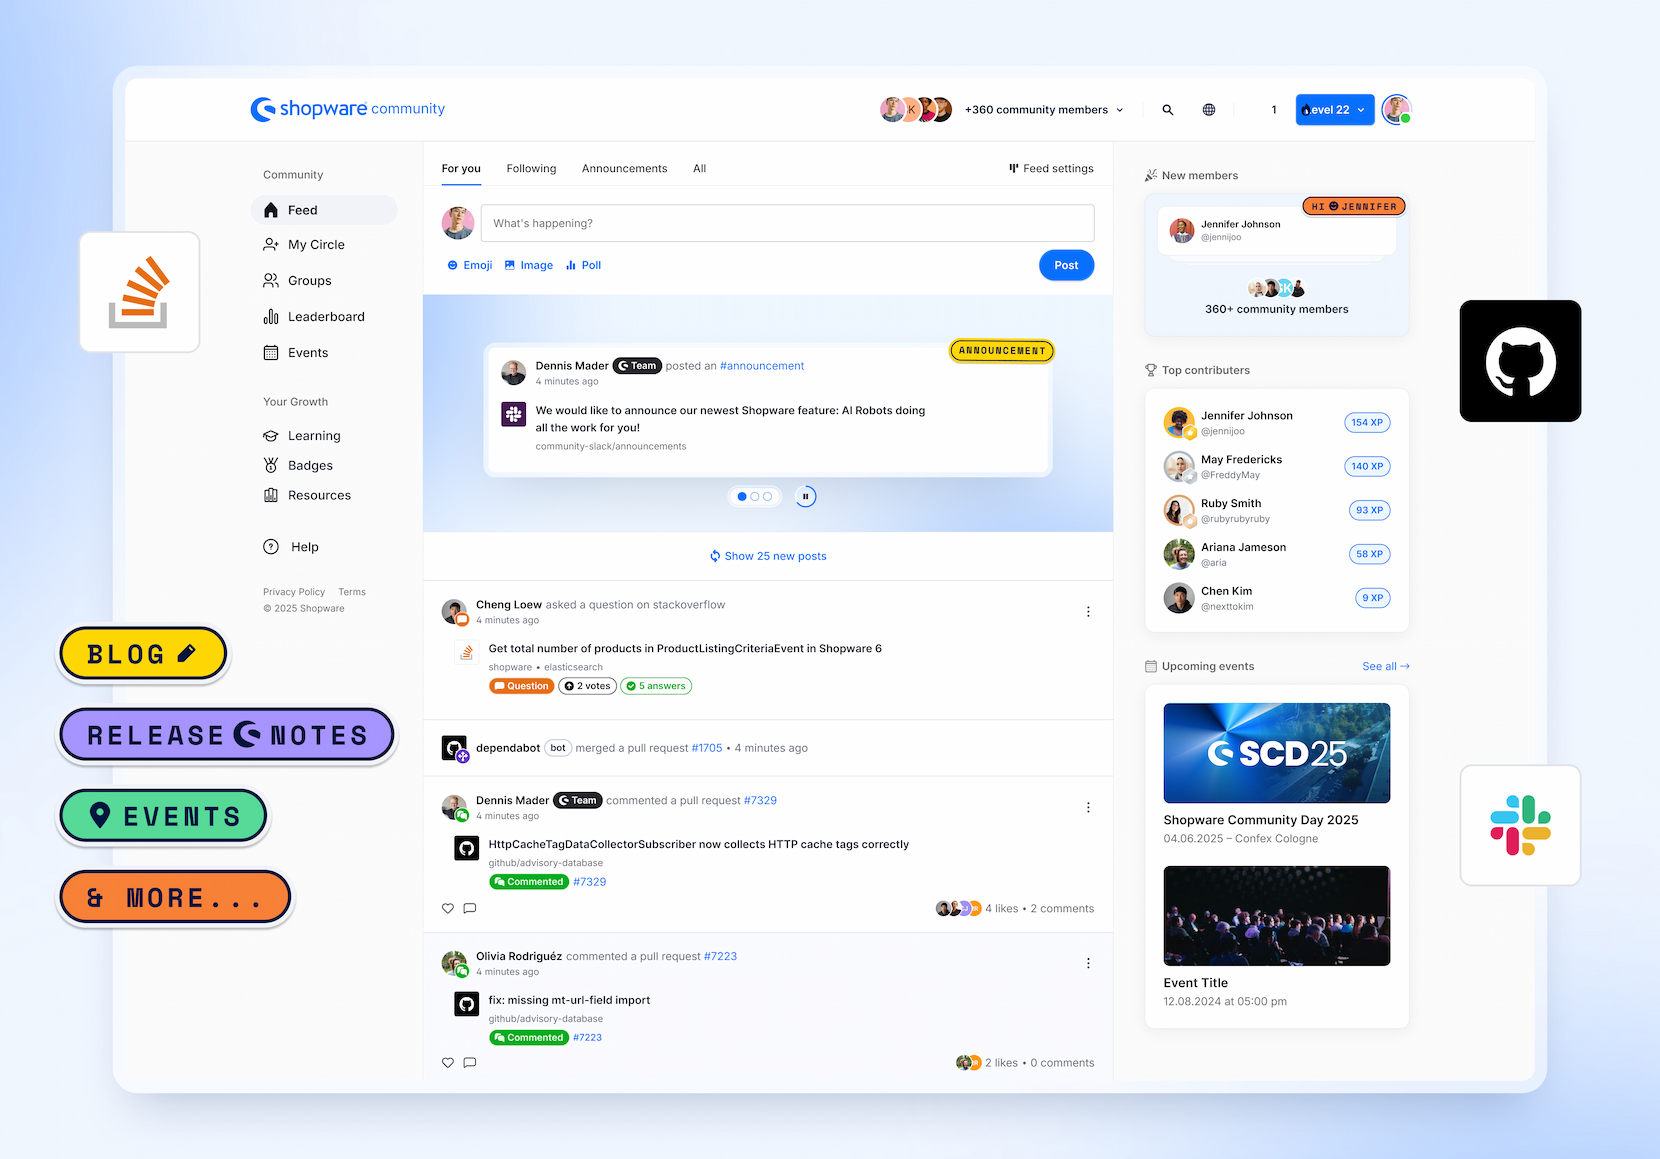 shopware community
K
+360 community members
1
Level 22
Community
Feed
My Circle
Groups
Leaderboard
Events
Your Growth
Learning
Badges
Resources
Help
Privacy Policy Terms
© 2025 Shopware
BLOG
RELEASE NOTES
EVENTS
& MORE...
For you Following Announcements All Feed settings
What's happening?
Emoji Image Poll
Post
ANNOUNCEMENT
Dennis Mader Team posted an #announcement
4 minutes ago
We would like to announce our newest Shopware feature: AI Robots doing
all the work for you!
community-slack/announcements
Show 25 new posts
Cheng Loew asked a question on stackoverflow
4 minutes ago
Get total number of products in ProductListingCriteriaEvent in Shopware 6
shopware • elasticsearch
Question 2 votes 5 answers
dependabot bot merged a pull request #1705 • 4 minutes ago
Dennis Mader Team commented a pull request #7329
4 minutes ago
HttpCacheTagDataCollectorSubscriber now collects HTTP cache tags correctly
github/advisory-database
Commented #7329
4 likes • 2 comments
Olivia Rodriguéz commented a pull request #7223
4 minutes ago
fix: missing mt-url-field import
github/advisory-database
Commented #7223
2 likes • 0 comments
New members
HI JENNIFER
Jennifer Johnson
@jennijoo
SK
360+ community members
Top contributers
Jennifer Johnson
@jennijoo
154 XP
May Fredericks
@FreddyMay
140 XP
Ruby Smith
@rubyrubyruby
93 XP
Ariana Jameson
@aria
58 XP
Chen Kim
@nexttokim
9 XP
Upcoming events See all →
SCD25
Shopware Community Day 2025
04.06.2025 – Confex Cologne
Event Title
12.08.2024 at 05:00 pm